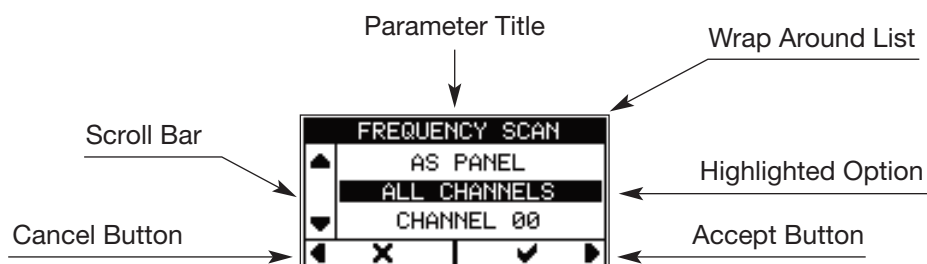 Parameter Title
Wrap Around List
Scroll Bar
FREQUENCY SCAN
AS PANEL
ALL CHANNELS
Highlighted Option
CHANNEL 00
Cancel Button
Accept Button